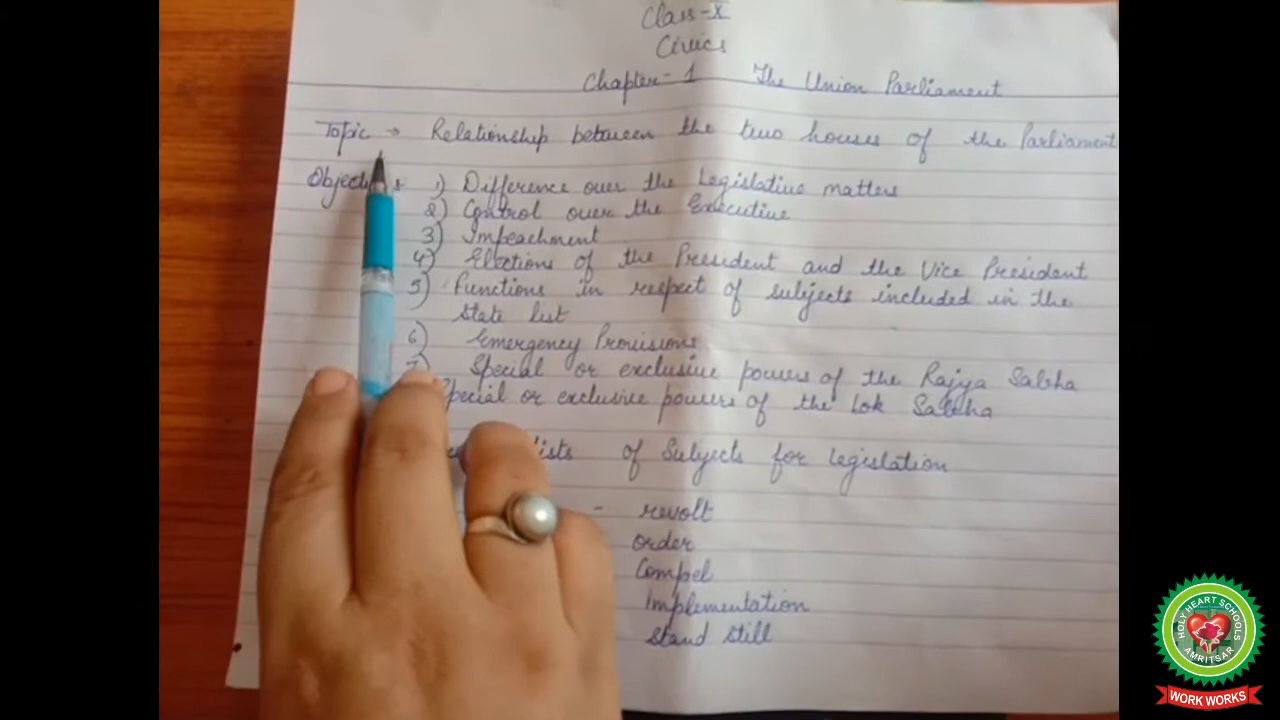 Class-X
Civics
Chapter-1 The Union Parliament
Topic → Relationship between the two houses of the Parliament
1) Difference over the Legislative matters
2) Control over the Executive
3) Impeachment
4) Elections of the President and the Vice President
5) Functions in respect of subjects included in the
State list
6) Emergency Provisions
7) Special or exclusive powers of the Rajya Sabha
Special or exclusive powers of the Lok Sabha
lists of Subjects for legislation
- revolt
order
Compel
Implementation
stand still
HOLY HEART SCHOOLS
AMRITSAR
WORK WORKS